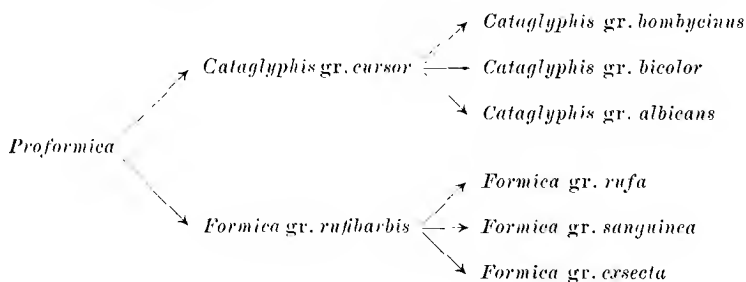 Cataglyphis gr. bombycinus
Cataglyphis gr. cursor
Cataglyphis gr. bicolor
Cataglyphis gr. albicans
Proformica
Formica gr. rufa
Formica gr. rufibarbis
Formica gr. sanguinea
Formica gr. exsecta